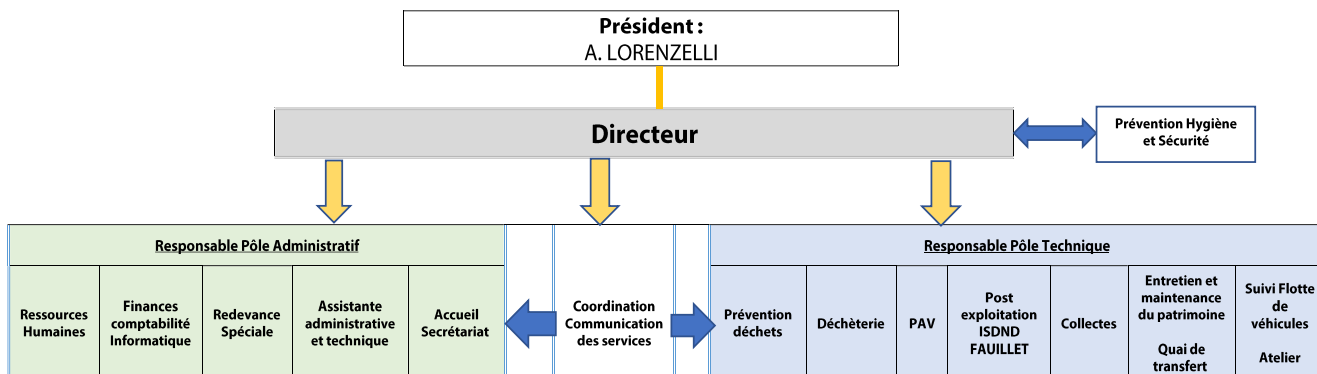 Président :
A. LORENZELLI
Directeur
Prévention Hygiène
et Sécurité
Responsable Pôle Administratif
Ressources
Humaines
Finances
comptabilité
Informatique
Redevance
Spéciale
Assistante
administrative
et technique
Accueil
Secrétariat
Coordination
Communication
des services
Responsable Pôle Technique
Prévention
déchets
Déchèterie
PAV
Post
exploitation
ISDND
FAUILLET
Collectes
Entretien et
maintenance
du patrimoine
Quai de
transfert
Suivi Flotte
de
véhicules
Atelier